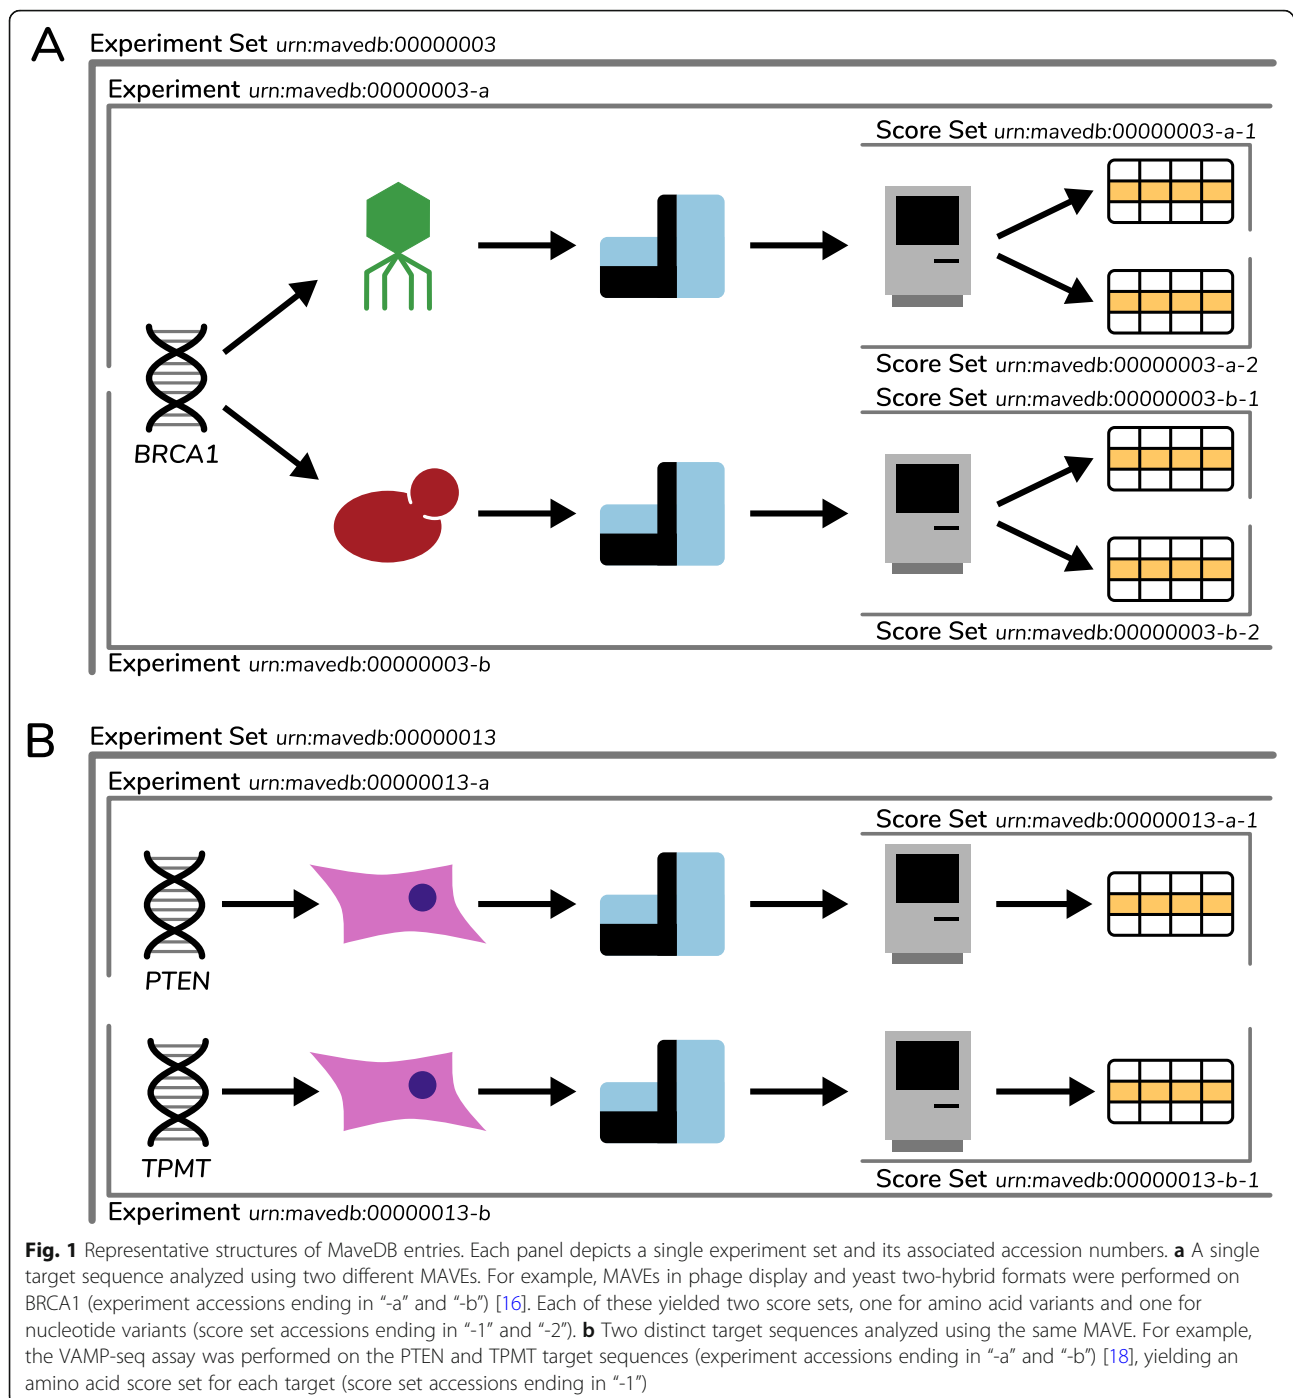 A
Experiment Set urn:mavedb:00000003
Experiment urn:mavedb:00000003-a
Score Set urn:mavedb:00000003-a-1
Score Set urn:mavedb:00000003-a-2
Score Set urn:mavedb:00000003-b-1
BRCA1
Score Set urn:mavedb:00000003-b-2
Experiment urn:mavedb:00000003-b
B
Experiment Set urn:mavedb:00000013
Experiment urn:mavedb:00000013-a
Score Set urn:mavedb:00000013-a-1
PTEN
TPMT
Score Set urn:mavedb:00000013-b-1
Experiment urn:mavedb:00000013-b
Fig. 1 Representative structures of MaveDB entries. Each panel depicts a single experiment set and its associated accession numbers. a A single
target sequence analyzed using two different MAVEs. For example, MAVEs in phage display and yeast two-hybrid formats were performed on
BRCA1 (experiment accessions ending in “-a” and “-b”) [16]. Each of these yielded two score sets, one for amino acid variants and one for
nucleotide variants (score set accessions ending in “-1” and “-2”). b Two distinct target sequences analyzed using the same MAVE. For example,
the VAMP-seq assay was performed on the PTEN and TPMT target sequences (experiment accessions ending in “-a” and “-b”) [18], yielding an
amino acid score set for each target (score set accessions ending in “-1”)